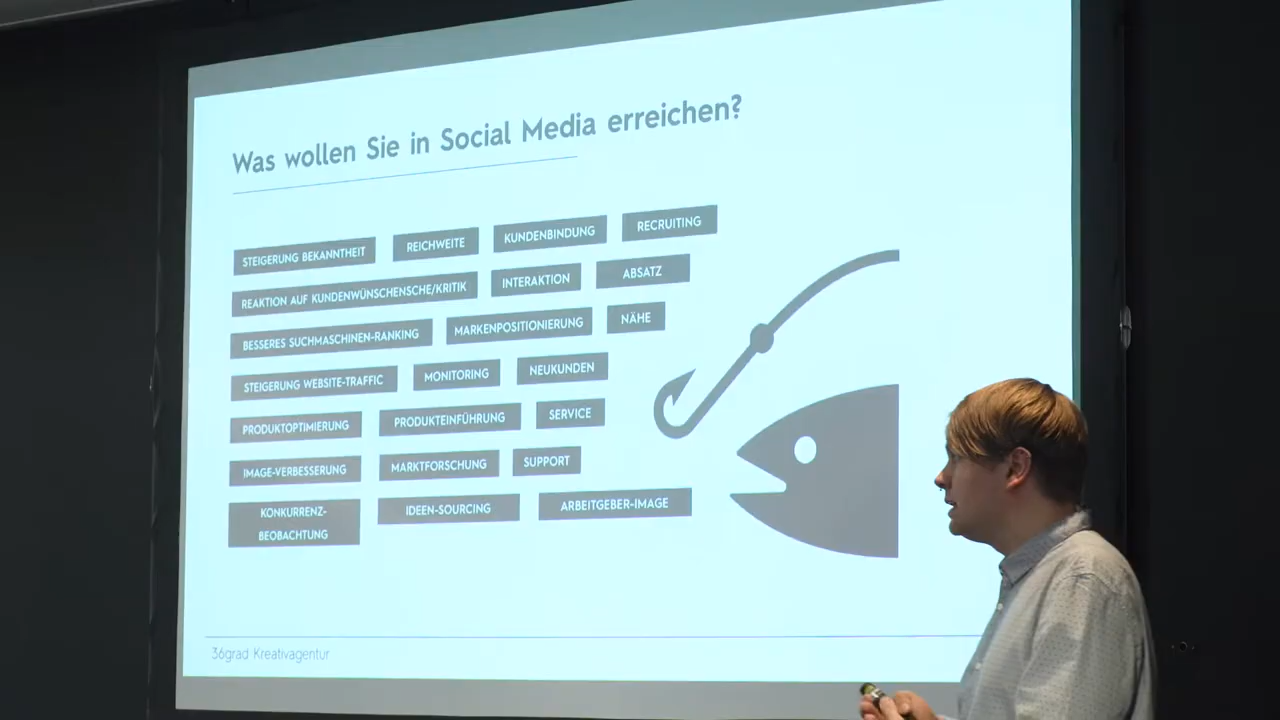 Was wollen Sie in Social Media erreichen?
STEIGERUNG BEKANNTHEIT REICHWEITE KUNDENBINDUNG RECRUITING
REAKTION AUF KUNDENWÜNSCHENSCHE/KRITIK INTERAKTION ABSATZ
BESSERES SUCHMASCHINEN-RANKING MARKENPOSITIONIERUNG NÄHE
STEIGERUNG WEBSITE-TRAFFIC MONITORING NEUKUNDEN
PRODUKTOPTIMIERUNG PRODUKTEINFÜHRUNG SERVICE
IMAGE-VERBESSERUNG MARKTFORSCHUNG SUPPORT
KONKURRENZ-
BEOBACHTUNG
IDEEN-SOURCING ARBEITGEBER-IMAGE
36grad Kreativagentur